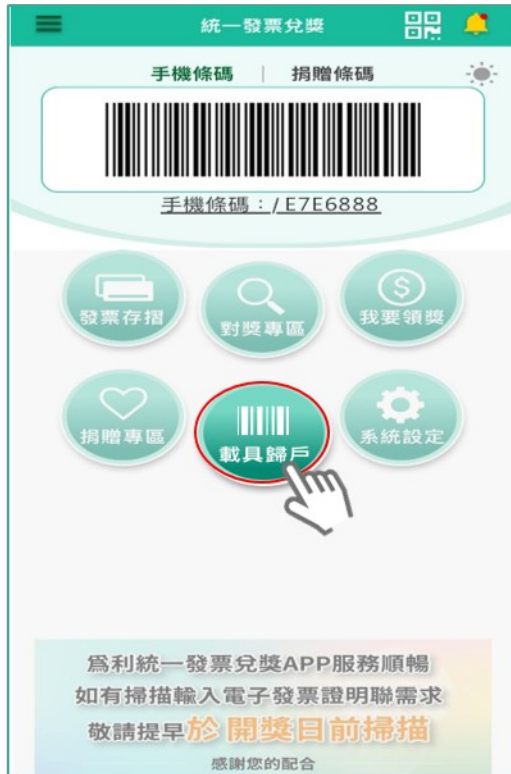 統一發票兌獎
手機條碼 | 捐贈條碼
手機條碼：/E7E6888
發票存摺
對獎專區
我要領獎
捐贈專區
載具歸戶
系統設定
為利統一發票兌獎APP服務順暢
如有掃描輸入電子發票證明聯需求
敬請提早於 開獎日前掃描
感謝您的配合